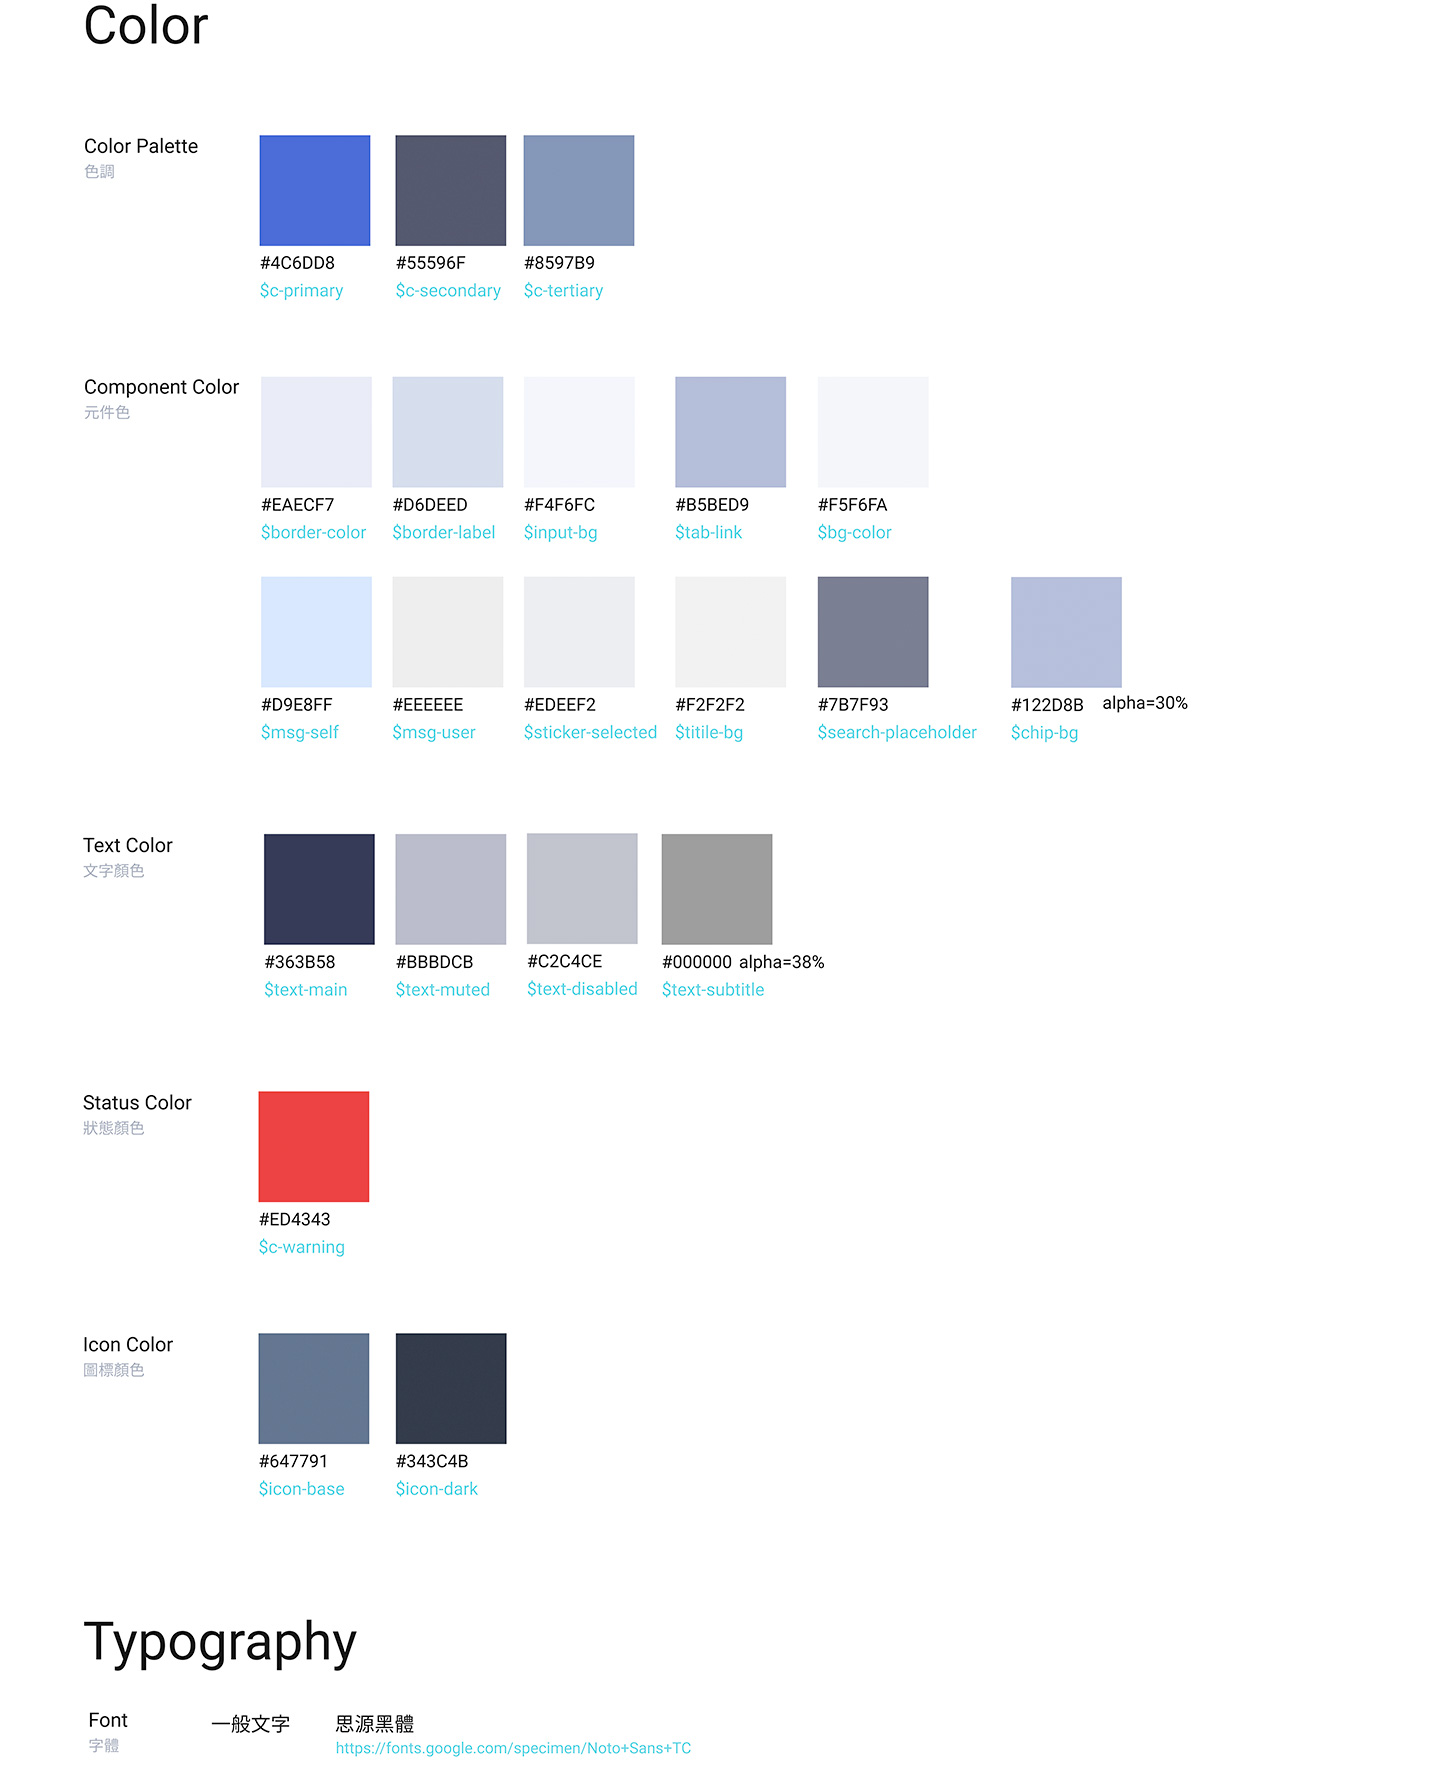 Color
Color Palette
色調
#4C6DD8 #55596F #8597B9
$c-primary $c-secondary $c-tertiary
Component Color
元件色
#EAECF7 #D6DEED #F4F6FC #B5BED9 #F5F6FA
$border-color $border-label $input-bg $tab-link $bg-color
#D9E8FF #EEEEEE #EDEEF2 #F2F2F2 #7B7F93 #122D8B alpha=30%
$msg-self $msg-user $sticker-selected $titile-bg $search-placeholder $chip-bg
Text Color
文字顏色
#363B58 #BBBDCB #C2C4CE #000000 alpha=38%
$text-main $text-muted $text-disabled $text-subtitle
Status Color
狀態顏色
#ED4343
$c-warning
Icon Color
圖標顏色
#647791 #343C4B
$icon-base $icon-dark
Typography
Font 一般文字 思源黑體
字體 https://fonts.google.com/specimen/Noto+Sans+TC